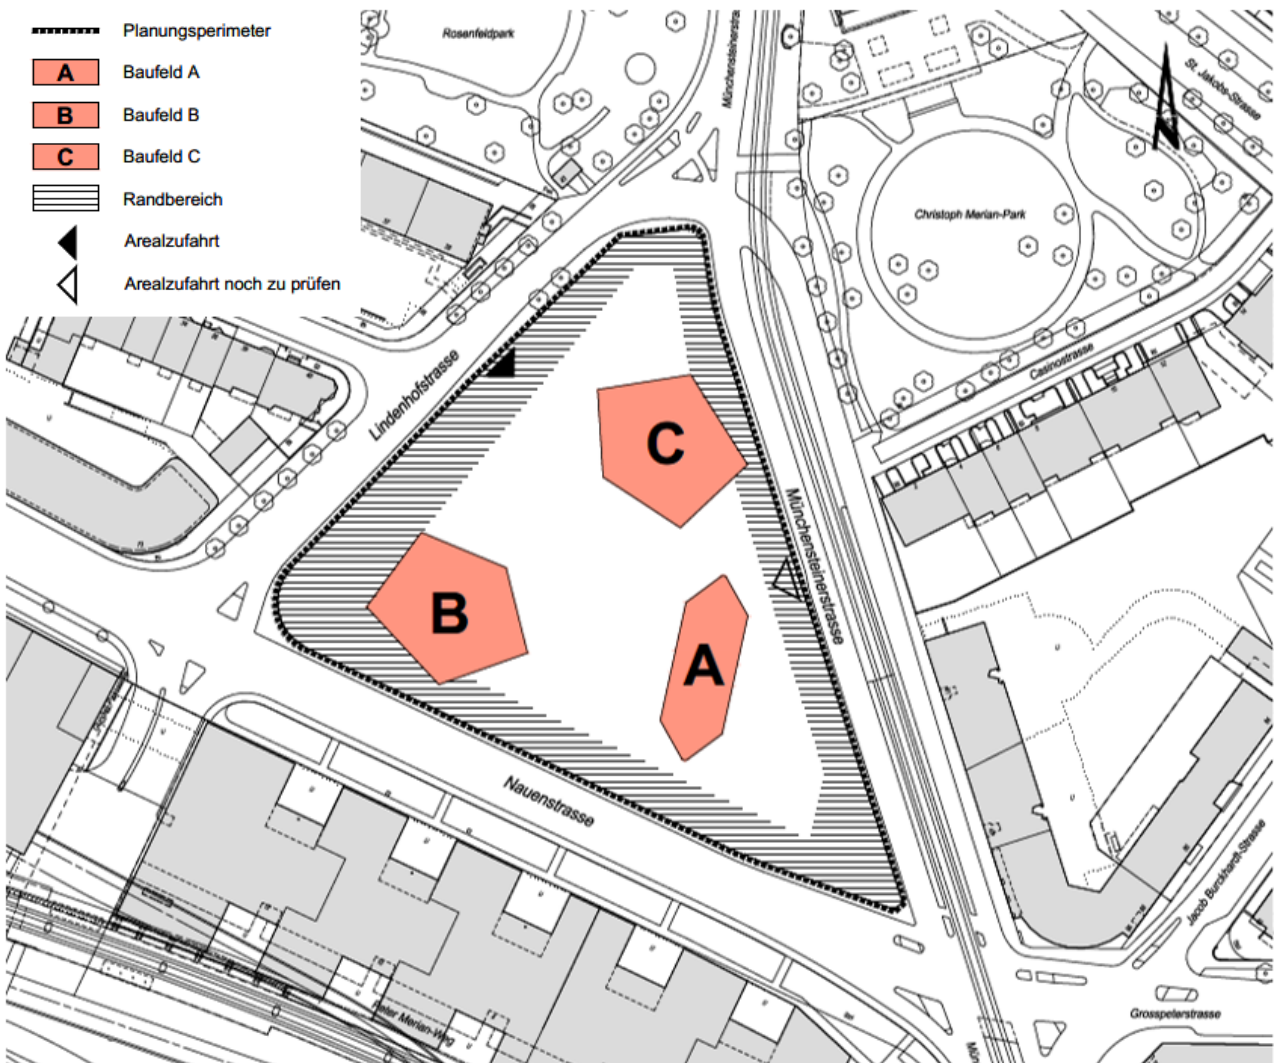 Planungsperimeter
A Baufeld A
B Baufeld B
C Baufeld C
Randbereich
Arealzufahrt
Arealzufahrt noch zu prüfen
Rosenfeldpark
Münchensteinerstrasse
St. Jakobs-Strasse
N
Christoph Merian-Park
Casinostrasse
Lindenhofstrasse
C
Münchensteinerstrasse
B
A
Nauenstrasse
Jacob Burckhardt-Strasse
Peter Merian-Weg
Grosspeterstrasse